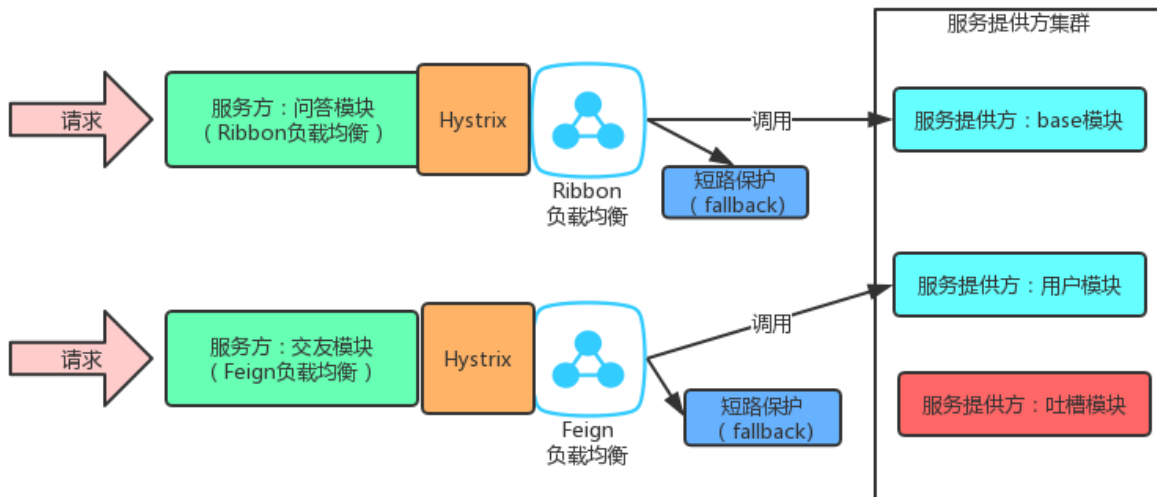 服务提供方集群
请求
服务方：问答模块
（ Ribbon负载均衡 ）
Hystrix
Ribbon
负载均衡
调用
短路保护
（ fallback)
服务提供方：base模块
请求
服务方：交友模块
（ Feign负载均衡 ）
Hystrix
Feign
负载均衡
调用
短路保护
（ fallback)
服务提供方：用户模块
服务提供方：吐槽模块